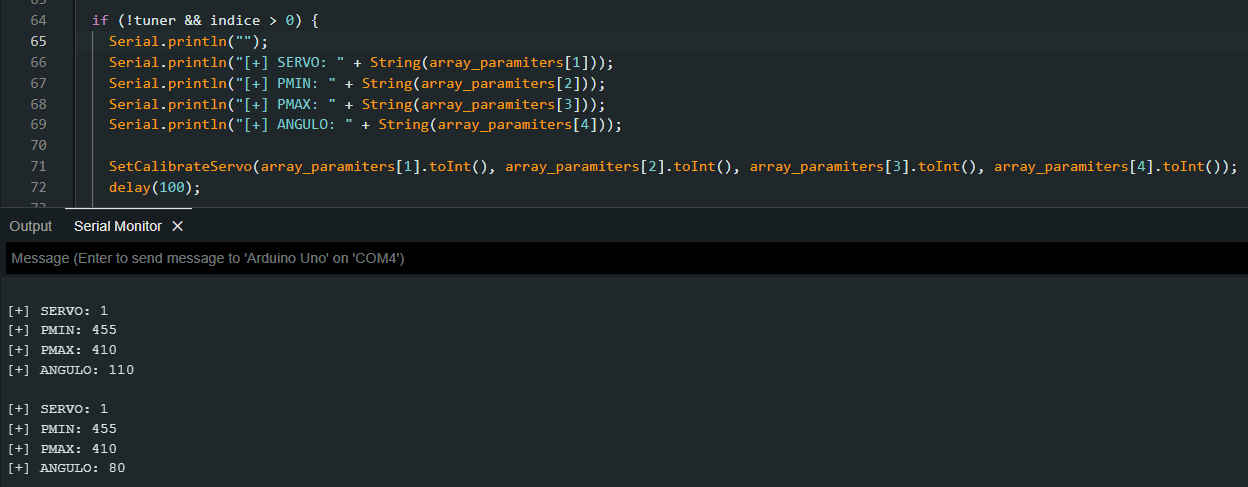 64 if (!tuner && indice > 0) {
65 Serial.println("");
66 Serial.println("[+] SERVO: " + String(array_paramiters[1]));
67 Serial.println("[+] PMIN: " + String(array_paramiters[2]));
68 Serial.println("[+] PMAX: " + String(array_paramiters[3]));
69 Serial.println("[+] ANGULO: " + String(array_paramiters[4]));
70
71 SetCalibrateServo(array_paramiters[1].toInt(), array_paramiters[2].toInt(), array_paramiters[3].toInt(), array_paramiters[4].toInt());
72 delay(100);
Output Serial Monitor ×
Message (Enter to send message to 'Arduino Uno' on 'COM4')
[+] SERVO: 1
[+] PMIN: 455
[+] PMAX: 410
[+] ANGULO: 110
[+] SERVO: 1
[+] PMIN: 455
[+] PMAX: 410
[+] ANGULO: 80